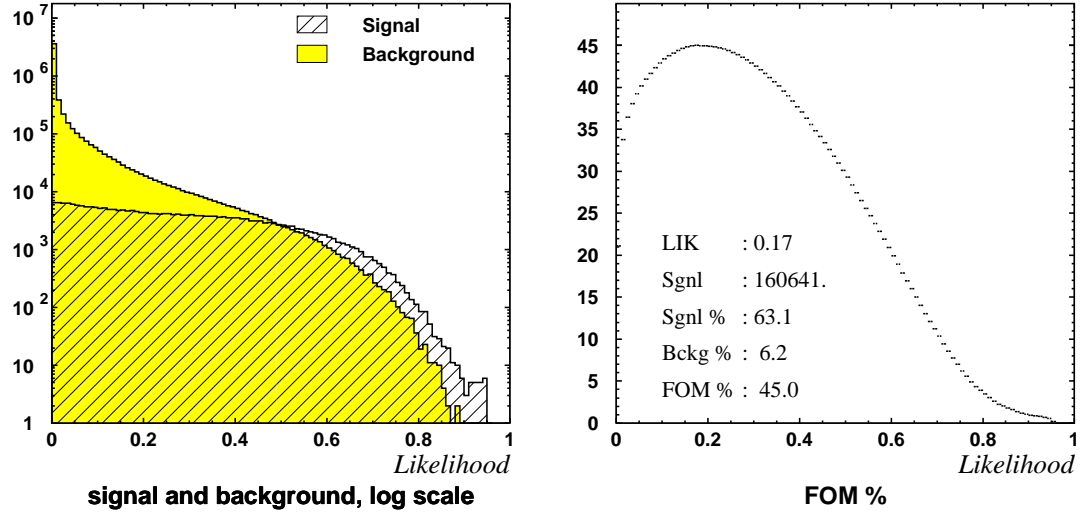 10^7
10^6
10^5
10^4
10^3
10^2
10
1
0 0.2 0.4 0.6 0.8 1
Signal
Background
Likelihood
signal and background, log scale
45
40
35
30
25
20
15
10
5
0
0 0.2 0.4 0.6 0.8 1
LIK : 0.17
Sgnl : 160641.
Sgnl % : 63.1
Bckg % : 6.2
FOM % : 45.0
Likelihood
FOM %